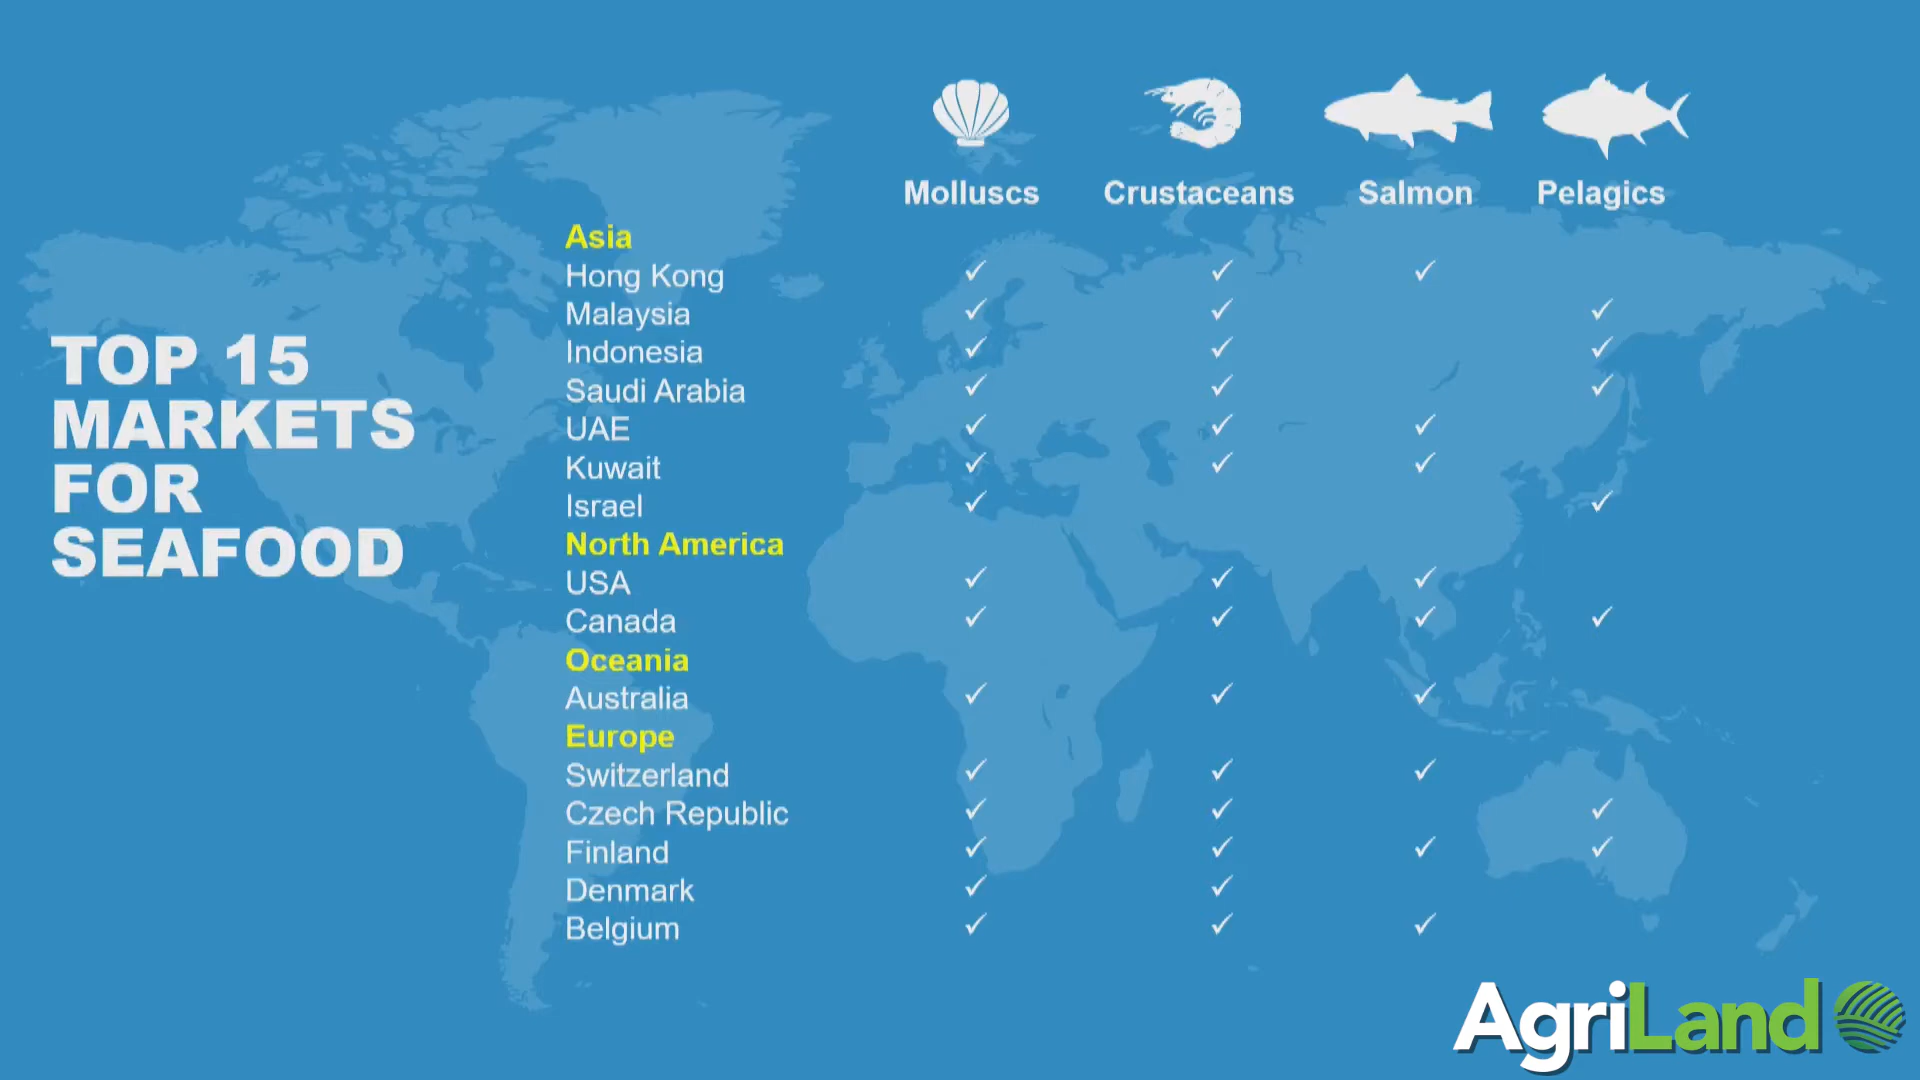 TOP 15
MARKETS
FOR
SEAFOOD
Molluscs Crustaceans Salmon Pelagics
Asia
Hong Kong ✓ ✓ ✓
Malaysia ✓ ✓ ✓
Indonesia ✓ ✓ ✓
Saudi Arabia ✓ ✓ ✓
UAE ✓ ✓ ✓
Kuwait ✓ ✓ ✓
Israel ✓ ✓
North America
USA ✓ ✓ ✓
Canada ✓ ✓ ✓ ✓
Oceania
Australia ✓ ✓ ✓
Europe
Switzerland ✓ ✓ ✓
Czech Republic ✓ ✓ ✓
Finland ✓ ✓ ✓ ✓
Denmark ✓ ✓
Belgium ✓ ✓ ✓
AgriLand